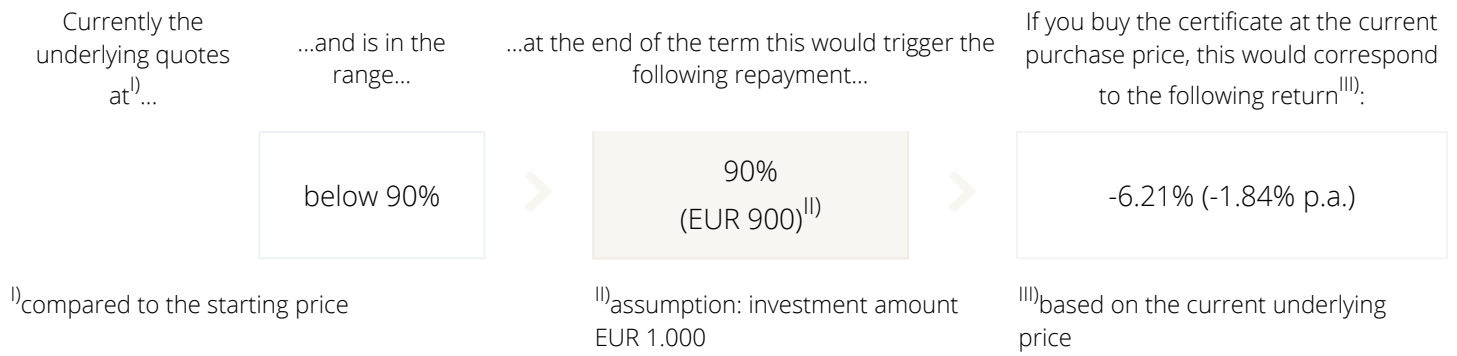 Currently the
underlying quotes
at^I)...
...and is in the
range...
...at the end of the term this would trigger the
following repayment...
If you buy the certificate at the current
purchase price, this would correspond
to the following return^III):
below 90%
90%
(EUR 900)^II)
-6.21% (-1.84% p.a.)
^I)compared to the starting price
^II)assumption: investment amount
EUR 1.000
^III)based on the current underlying
price